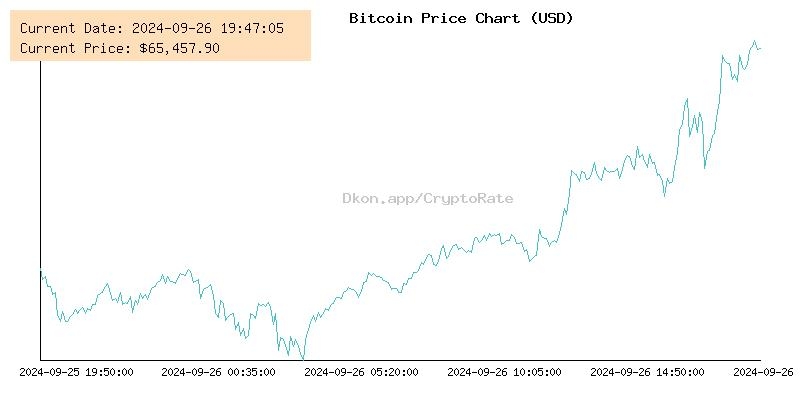 Bitcoin Price Chart (USD)
Current Date: 2024-09-26 19:47:05
Current Price: $65,457.90
Dkon.app/CryptoRate
2024-09-25 19:50:00 2024-09-26 00:35:00 2024-09-26 05:20:00 2024-09-26 10:05:00 2024-09-26 14:50:00 2024-09-26